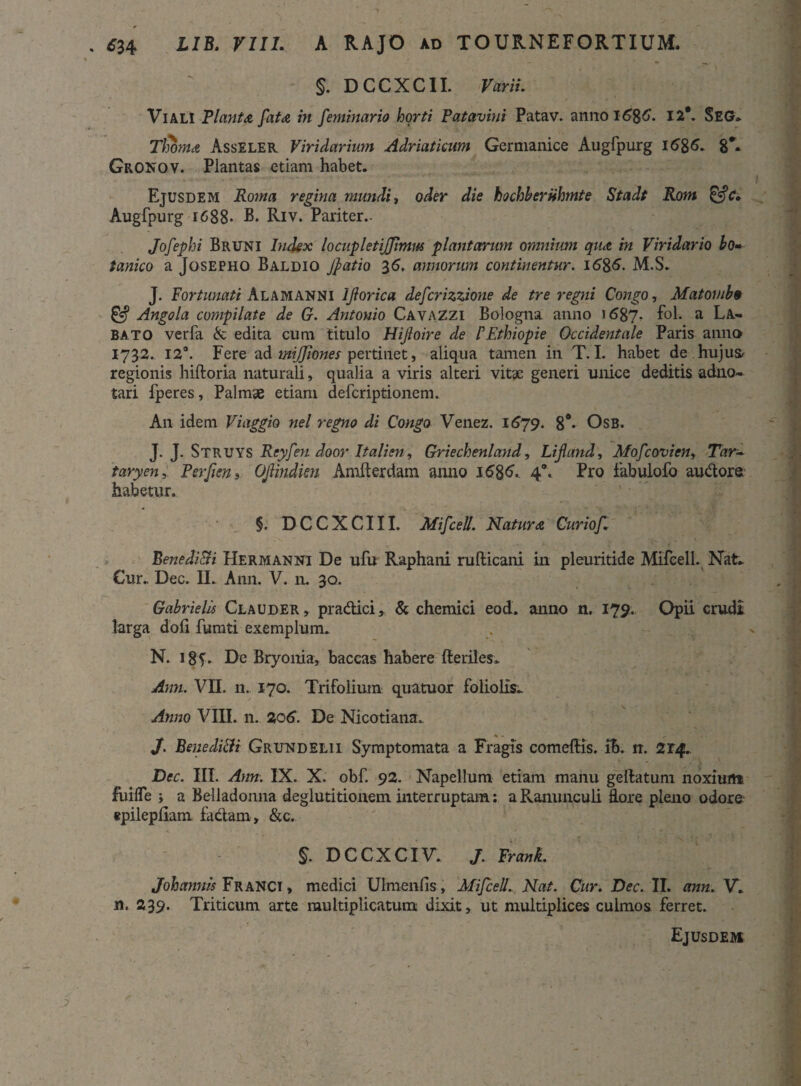 634 LIB. VIII. A RAJO AD TOURNEFORTIUM.
§. DCCXCII. Varii.
VIALI Plantæ ſatæ in ſeminario horti Patavini Patav. anno 1686. 12°. SEG.
Thomæ ASSELER Viridarium Adriaticum Germanice Augſpurg 1686. 8°.
GRONOV. Plantas etiam habet.
EJUSDEM Roma regina mundi, oder die hochberühmte Stadt Rom &c.
Augſpurg 1688. B. RIV. Pariter.
Joſephi BRUNI Index locupletiſſimus plantarum omnium quæ in Viridario bo-
tanico a JOSEPHO BALDIO ſpatio 36. annorum continentur. 1686. M.S.
J. Fortunati ALAMANNI Iſtorica deſcrizzione de tre regni Congo, Matombe
& Angola compilate de G. Antonio CAVAZZI Bologna anno 1687. fol. a LA-
BATO verſa & edita cum titulo Hiſtoire de l'Ethiopie Occidentale Paris anno
1732. 12°. Fere ad miſſiones pertinet, aliqua tamen in T. I. habet de hujus
regionis hiſtoria naturali, qualia a viris alteri vitæ generi unice deditis adno-
tari ſperes, Palmæ etiam deſcriptionem.
An idem Viaggio nel regno di Congo Venez. 1679. 8°. OSB.
J. J. STRUYS Reyſen door Italien, Griechenland, Lifland, Moſcovien, Tar-
taryen, Perſien, Oſtindien Amſterdam anno 1686. 4°. Pro fabuloſo auctore
habetur.
§. DCCXCIII. Miſcell. Naturæ Curioſ.
Benedicti HERMANNI De uſu Raphani ruſticani in pleuritide Miſcell. Nat.
Cur. Dec. II. Ann. V. n. 30.
Gabrielis CLAUDER, practici, & chemici eod. anno n. 179. Opii crudi
larga doſi ſumti exemplum.
N. 185. De Bryonia, baccas habere ſteriles.
Ann. VII. n. 170. Trifolium quatuor foliolis.
Anno VIII. n. 206. De Nicotiana.
J. Benedicti GRUNDELII Symptomata a Fragis comeſtis. ib. n. 214.
Dec. III. Ann. IX. X. obſ. 92. Napellum etiam manu geſtatum noxium
fuiſſe ; a Belladonna deglutitionem interruptam: a Ranunculi flore pleno odore
epilepſiam factam, &c.
§. DCCXCIV. J. Frank.
Johannis FRANCI, medici Ulmenſis, Miſcell. Nat. Cur. Dec. II. ann. V.
n. 239. Triticum arte multiplicatum dixit, ut multiplices culmos ferret.
EJUSDEM